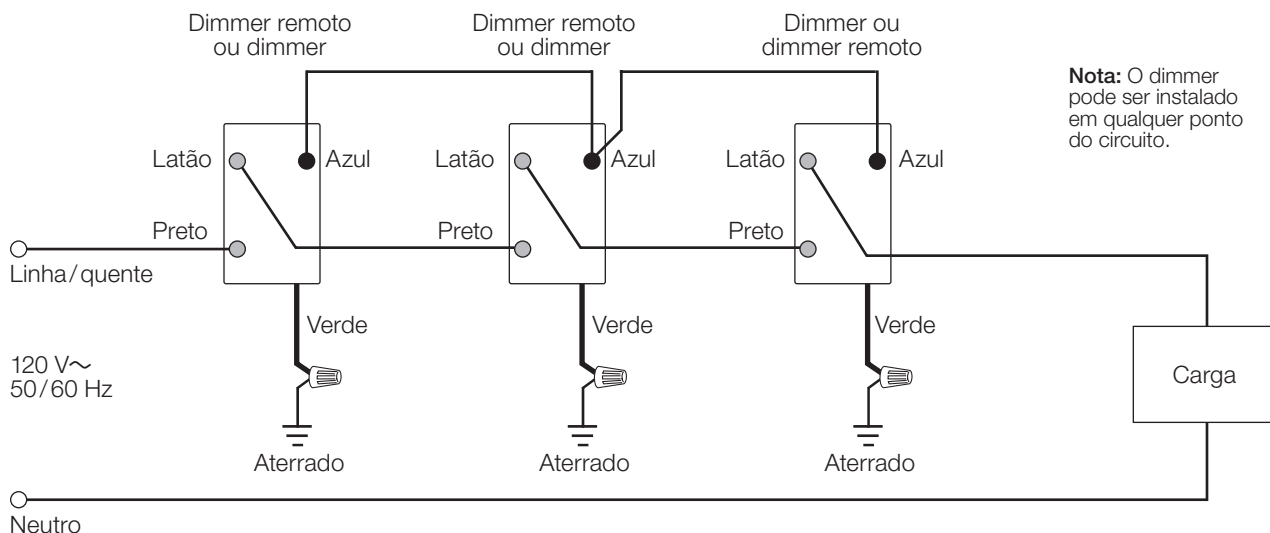 Dimmer remoto
ou dimmer
Dimmer remoto
ou dimmer
Dimmer ou
dimmer remoto
Nota: O dimmer
pode ser instalado
em qualquer ponto
do circuito.
Latão
Azul
Latão
Azul
Latão
Azul
Preto
Preto
Preto
Linha/quente
Verde
Verde
Verde
120 V~
50/60 Hz
Carga
Aterrado
Aterrado
Aterrado
Neutro